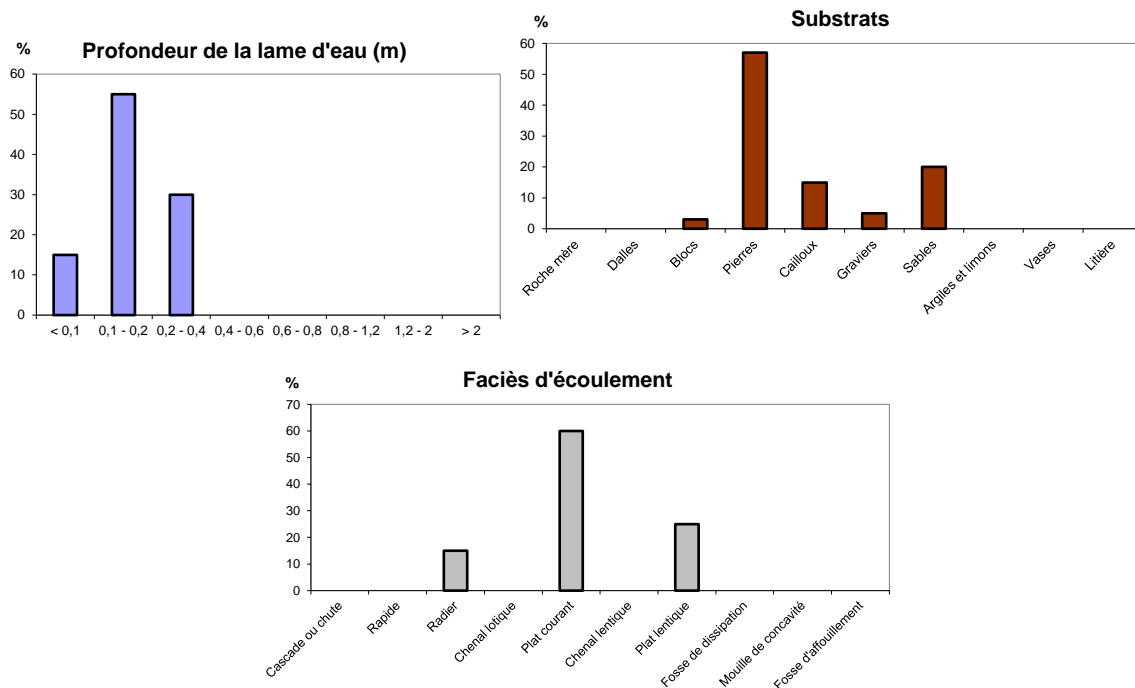 Profondeur de la lame d'eau (m)
%
60
50
40
30
20
10
0
< 0,1 0,1 - 0,2 0,2 - 0,4 0,4 - 0,6 0,6 - 0,8 0,8 - 1,2 1,2 - 2 > 2
Substrats
%
60
50
40
30
20
10
0
Roche mère
Dalles
Blocs
Pierres
Cailloux
Graviers
Sables
Argiles et limons
Vases
Litière
Faciès d'écoulement
%
70
60
50
40
30
20
10
0
Cascade ou chute
Rapide
Radier
Chenal lotique
Plat courant
Chenal lentique
Plat lentique
Fosse de dissipation
Mouille de concavité
Fosse d'affouillement